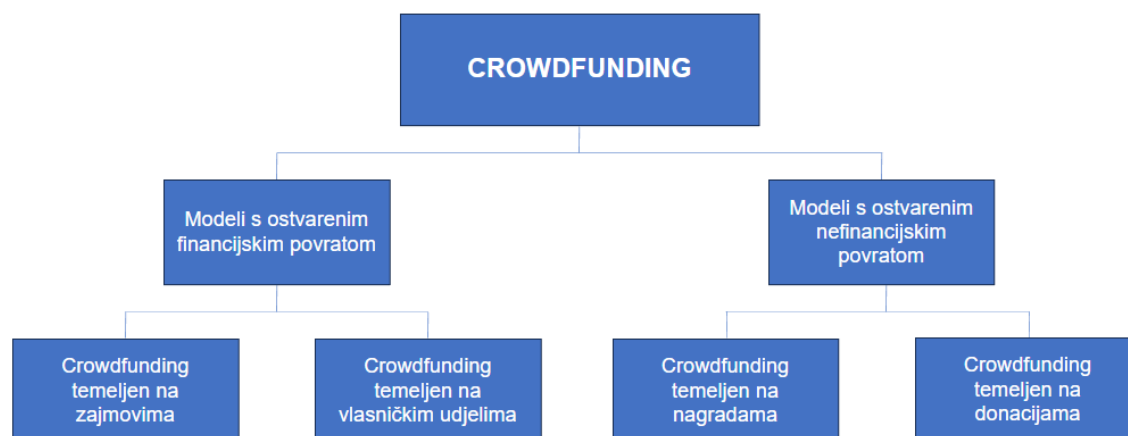 CROWDFUNDING
Modeli s ostvarenim
financijskim povratom
Modeli s ostvarenim
nefinancijskim
povratom
Crowdfunding
temeljen na
zajmovima
Crowdfunding
temeljen na
vlasničkim udjelima
Crowdfunding
temeljen na
nagradama
Crowdfunding
temeljen na
donacijama